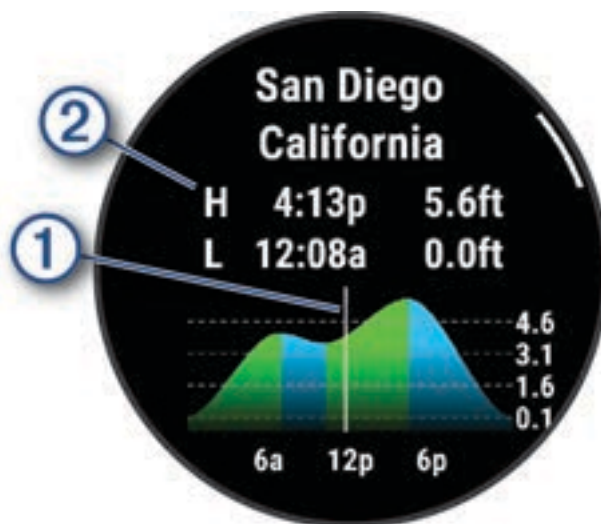 San Diego
California
② H 4:13p 5.6ft
① L 12:08a 0.0ft
4.6
3.1
1.6
0.1
6a 12p 6p